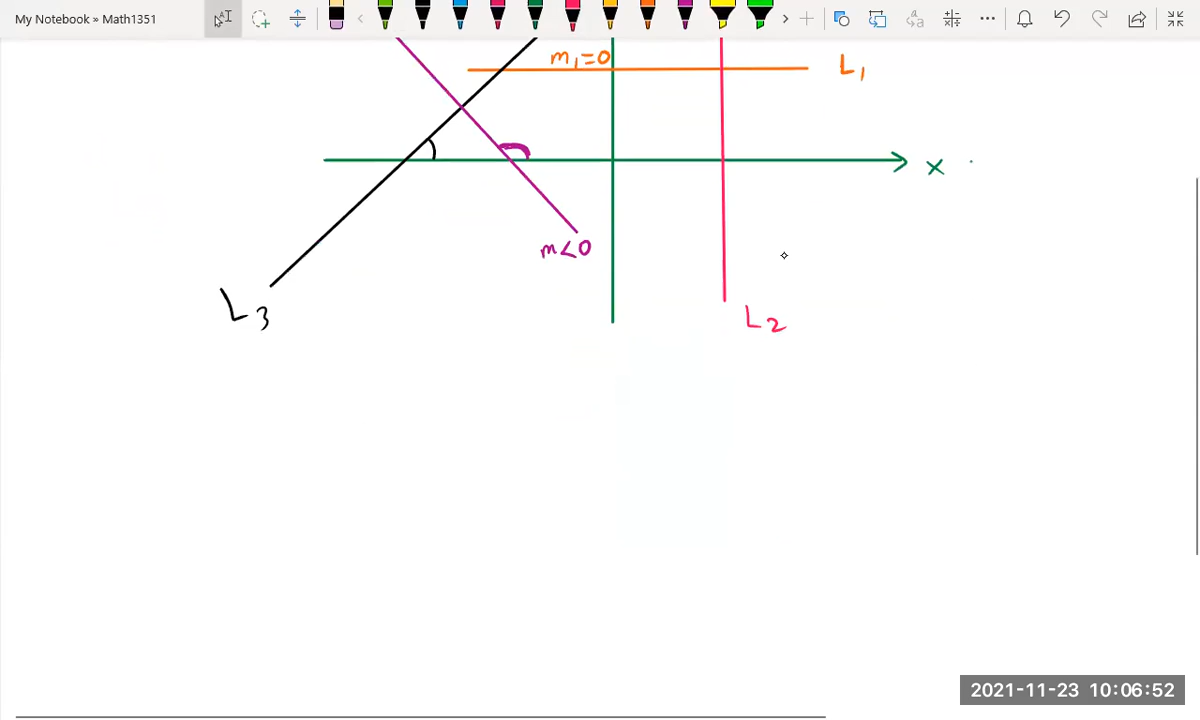 My Notebook » Math1351
m₁=0
L₁
x
m<0
L₃
L₂
2021-11-23 10:06:52